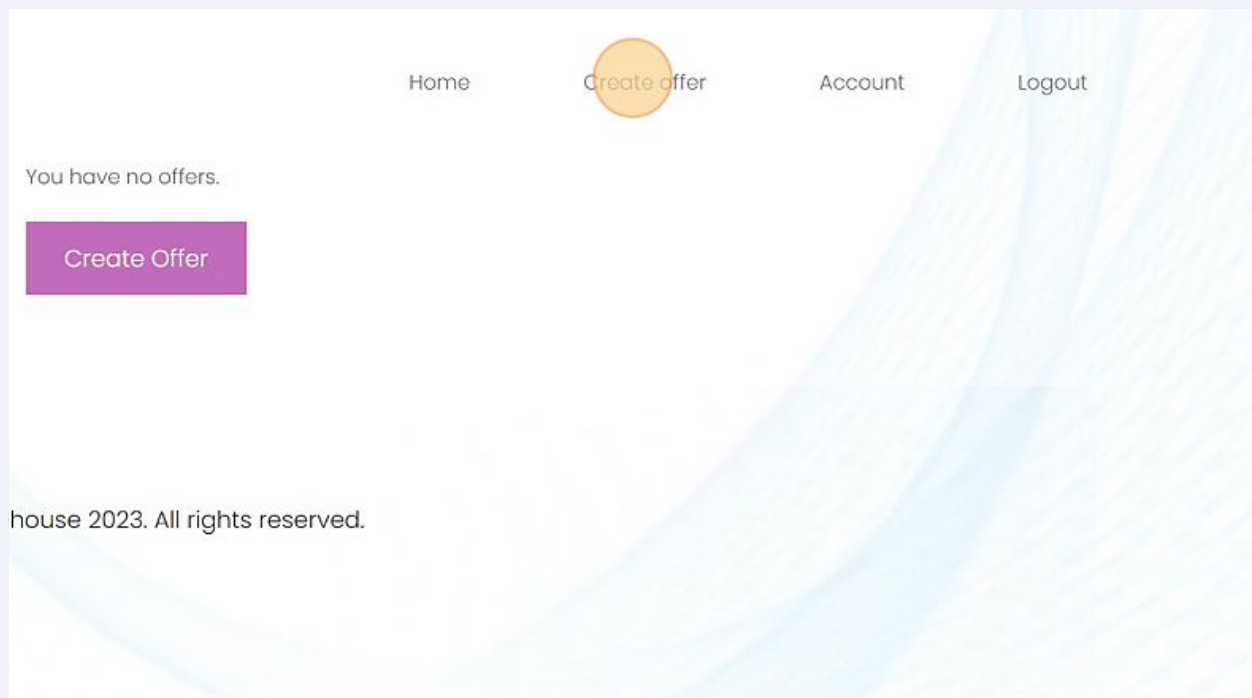 Home Create offer Account Logout
You have no offers.
Create Offer
house 2023. All rights reserved.